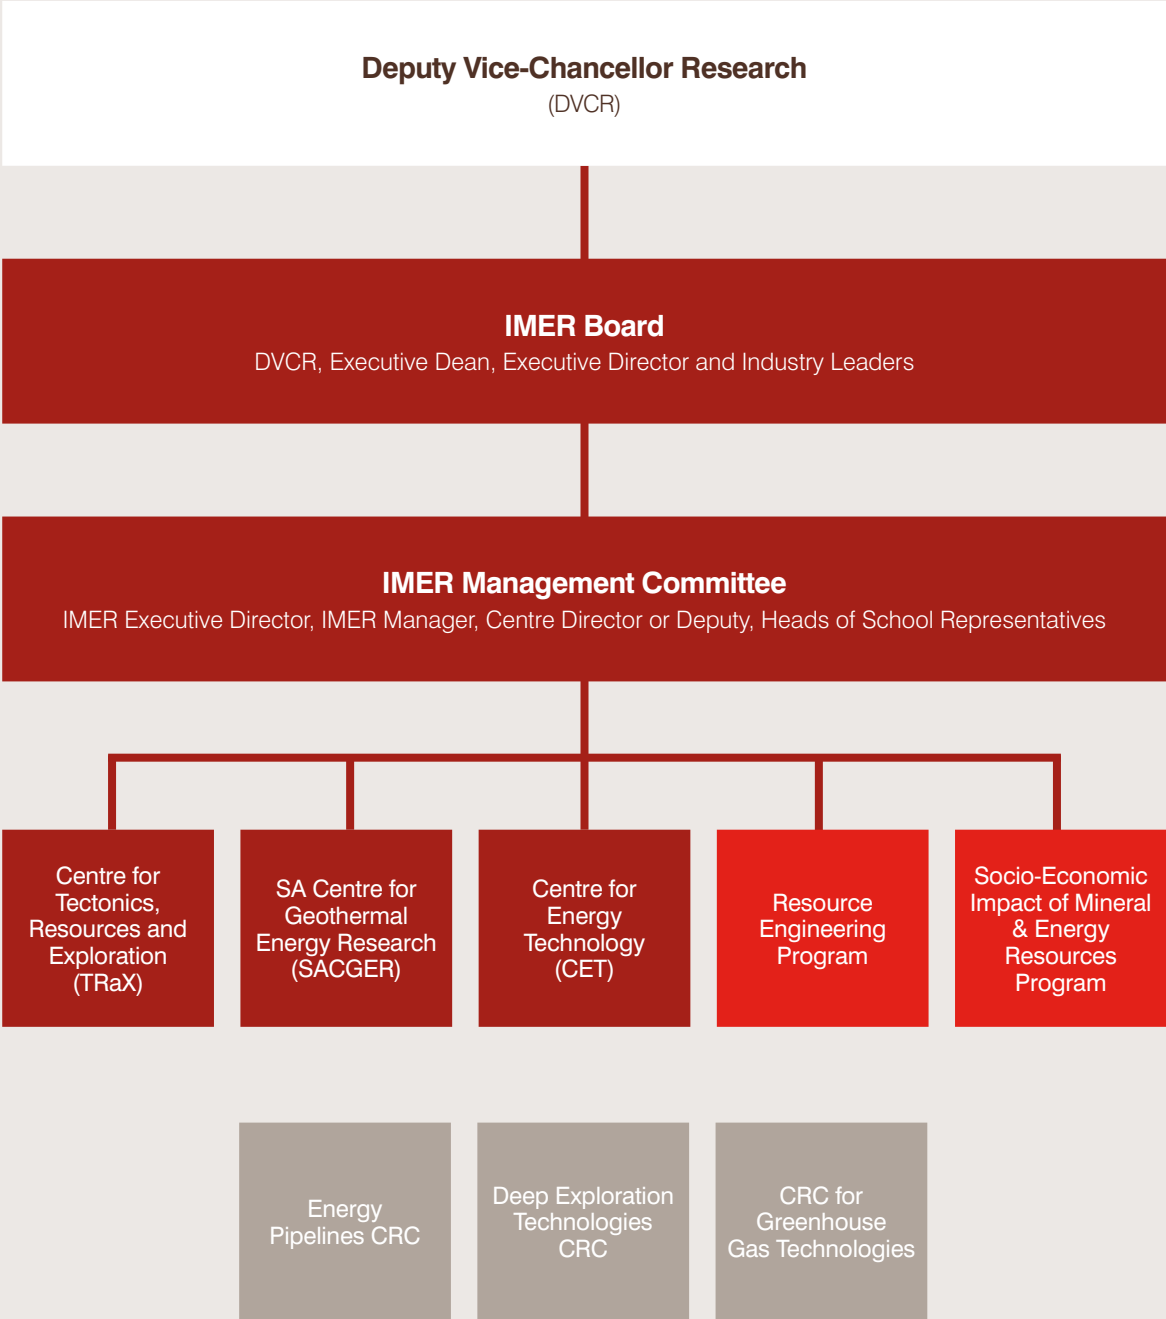 Deputy Vice-Chancellor Research
(DVCR)
IMER Board
DVCR, Executive Dean, Executive Director and Industry Leaders
IMER Management Committee
IMER Executive Director, IMER Manager, Centre Director or Deputy, Heads of School Representatives
Centre for
Tectonics,
Resources and
Exploration
(TRaX)
SA Centre for
Geothermal
Energy Research
(SACGER)
Centre for
Energy
Technology
(CET)
Resource
Engineering
Program
Socio-Economic
Impact of Mineral
& Energy
Resources
Program
Energy
Pipelines CRC
Deep Exploration
Technologies
CRC
CRC for
Greenhouse
Gas Technologies